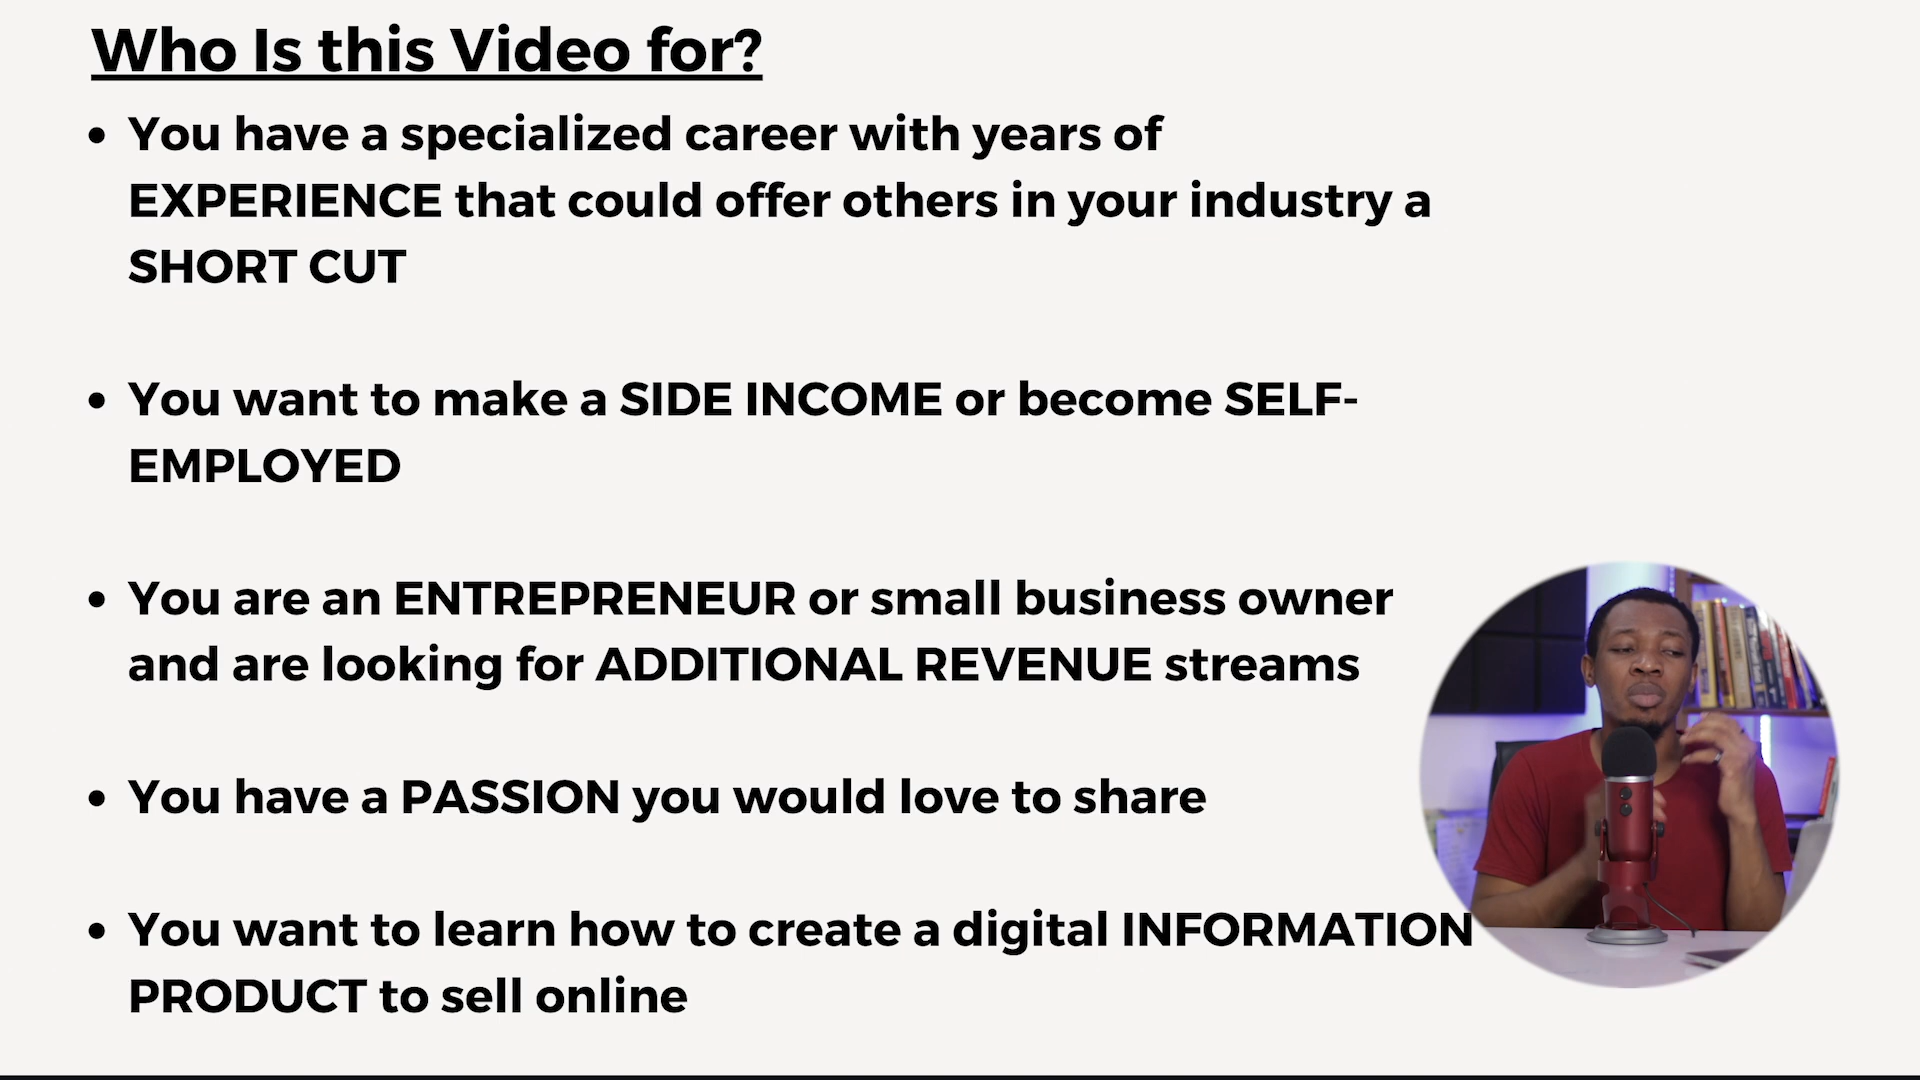 Who Is this Video for?
• You have a specialized career with years of
EXPERIENCE that could offer others in your industry a
SHORT CUT
• You want to make a SIDE INCOME or become SELF-
EMPLOYED
• You are an ENTREPRENEUR or small business owner
and are looking for ADDITIONAL REVENUE streams
• You have a PASSION you would love to share
• You want to learn how to create a digital INFORMATION
PRODUCT to sell online